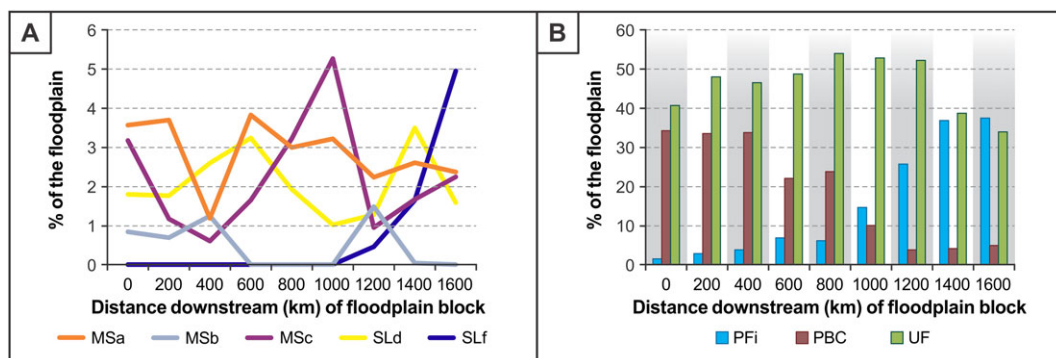 A
% of the floodplain
6
5
4
3
2
1
0
0 200 400 600 800 1000 1200 1400 1600
Distance downstream (km) of floodplain block
MSa MSb MSc SLd SLf
B
% of the floodplain
60
50
40
30
20
10
0
0 200 400 600 800 1000 1200 1400 1600
Distance downstream (km) of floodplain block
PFi PBC UF